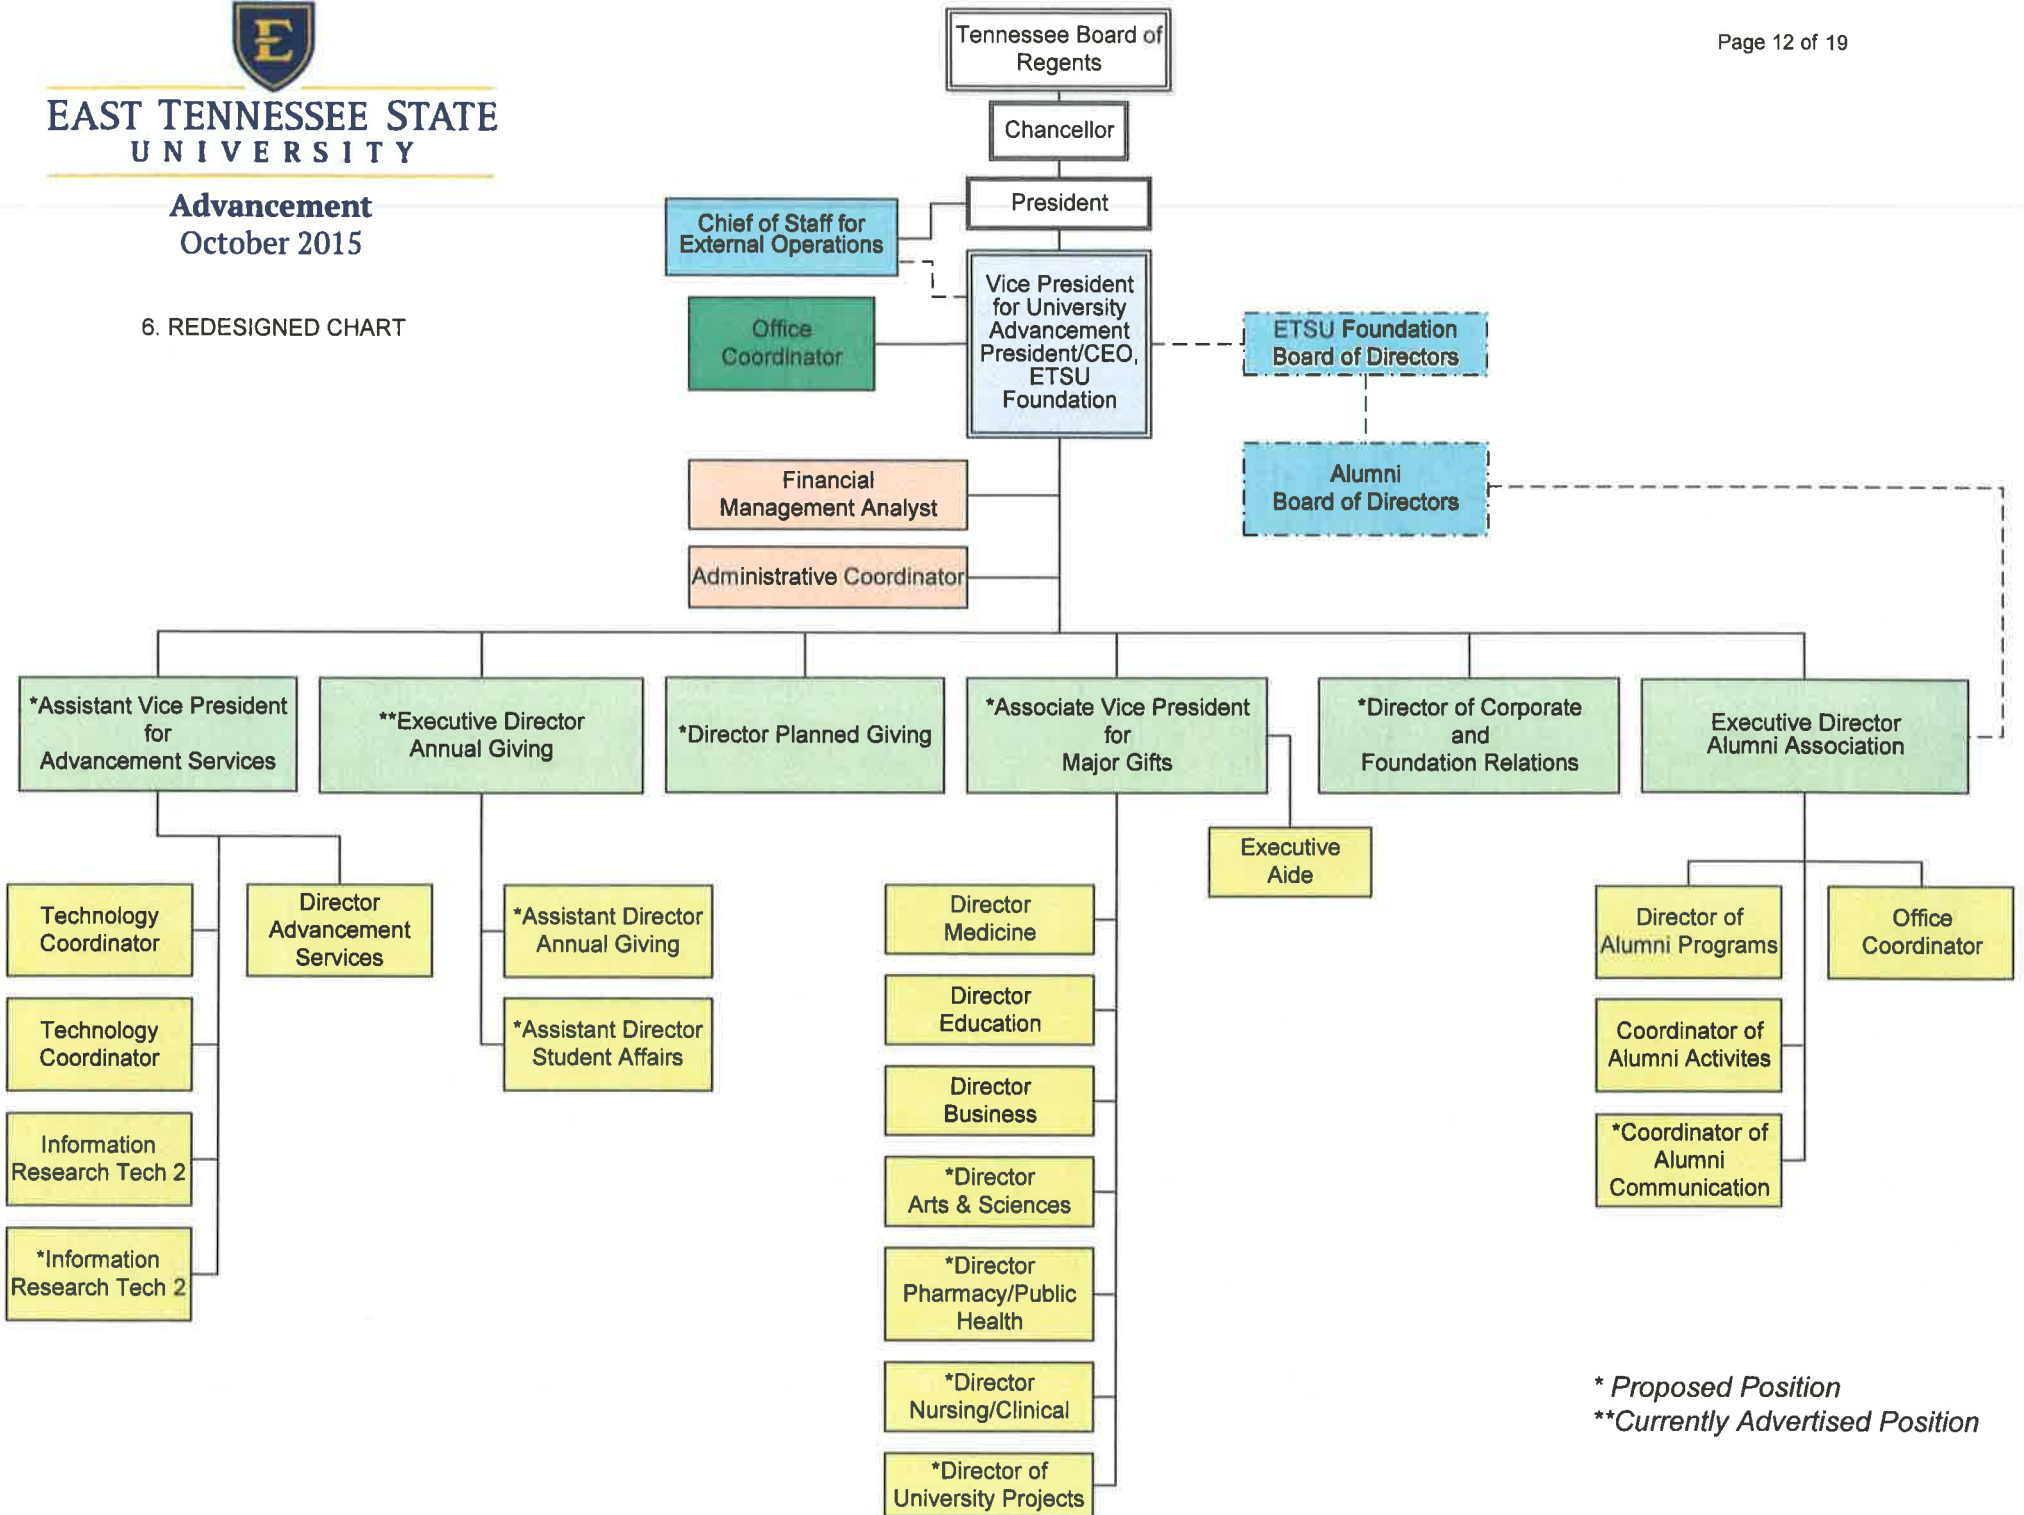 E
EAST TENNESSEE STATE
UNIVERSITY
Advancement
October 2015
6. REDESIGNED CHART
Page 12 of 19
Tennessee Board of
Regents
Chancellor
President
Chief of Staff for
External Operations
Vice President
for University
Advancement
President/CEO,
ETSU
Foundation
Office
Coordinator
ETSU Foundation
Board of Directors
Alumni
Board of Directors
Financial
Management Analyst
Administrative Coordinator
*Assistant Vice President
for
Advancement Services
**Executive Director
Annual Giving
*Director Planned Giving
*Associate Vice President
for
Major Gifts
*Director of Corporate
and
Foundation Relations
Executive Director
Alumni Association
Executive
Aide
Technology
Coordinator
Director
Advancement
Services
Technology
Coordinator
Information
Research Tech 2
*Information
Research Tech 2
*Assistant Director
Annual Giving
*Assistant Director
Student Affairs
Director
Medicine
Director
Education
Director
Business
*Director
Arts & Sciences
*Director
Pharmacy/Public
Health
*Director
Nursing/Clinical
*Director of
University Projects
Director of
Alumni Programs
Office
Coordinator
Coordinator of
Alumni Activites
*Coordinator of
Alumni
Communication
* Proposed Position
**Currently Advertised Position